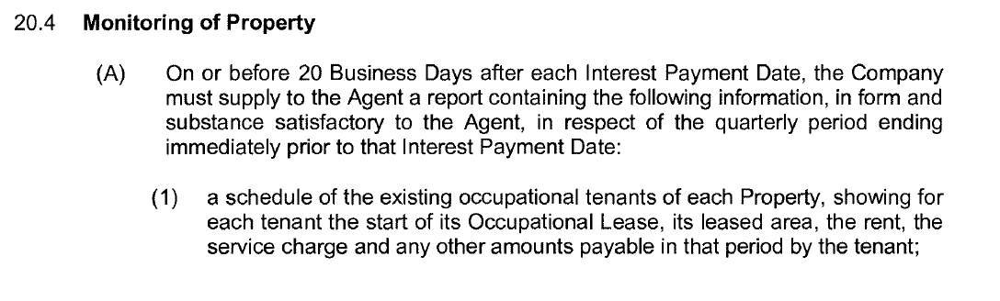 20.4 Monitoring of Property
(A) On or before 20 Business Days after each Interest Payment Date, the Company
must supply to the Agent a report containing the following information, in form and
substance satisfactory to the Agent, in respect of the quarterly period ending
immediately prior to that Interest Payment Date:
(1) a schedule of the existing occupational tenants of each Property, showing for
each tenant the start of its Occupational Lease, its leased area, the rent, the
service charge and any other amounts payable in that period by the tenant;